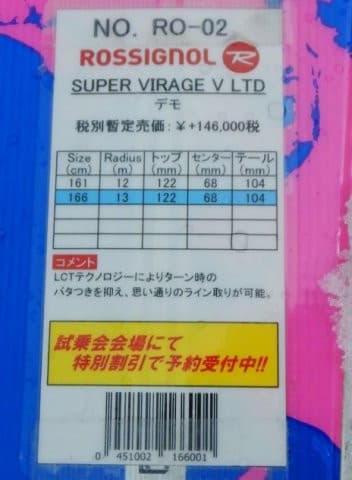 NO. RO-02
ROSSIGNOL R
SUPER VIRAGE V LTD
デモ
税別暫定売価：￥+146,000税
Size (cm) Radius (m) トップ (mm) センター (mm) テール (mm)
161 12 122 68 104
166 13 122 68 104
コメント
LCTテクノロジーによりターン時の
バタつきを抑え、思い通りのライン取りが可能。
試乗会会場にて
特別割引で予約受付中!!
0 451002 166001